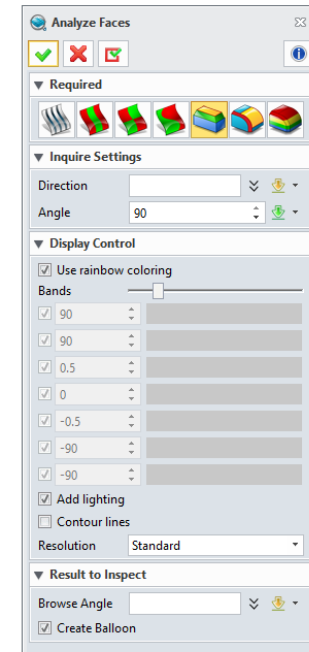 Analyze Faces
Required
Inquire Settings
Direction
Angle 90
Display Control
Use rainbow coloring
Bands
90
90
0.5
0
-0.5
-90
-90
Add lighting
Contour lines
Resolution Standard
Result to Inspect
Browse Angle
Create Balloon